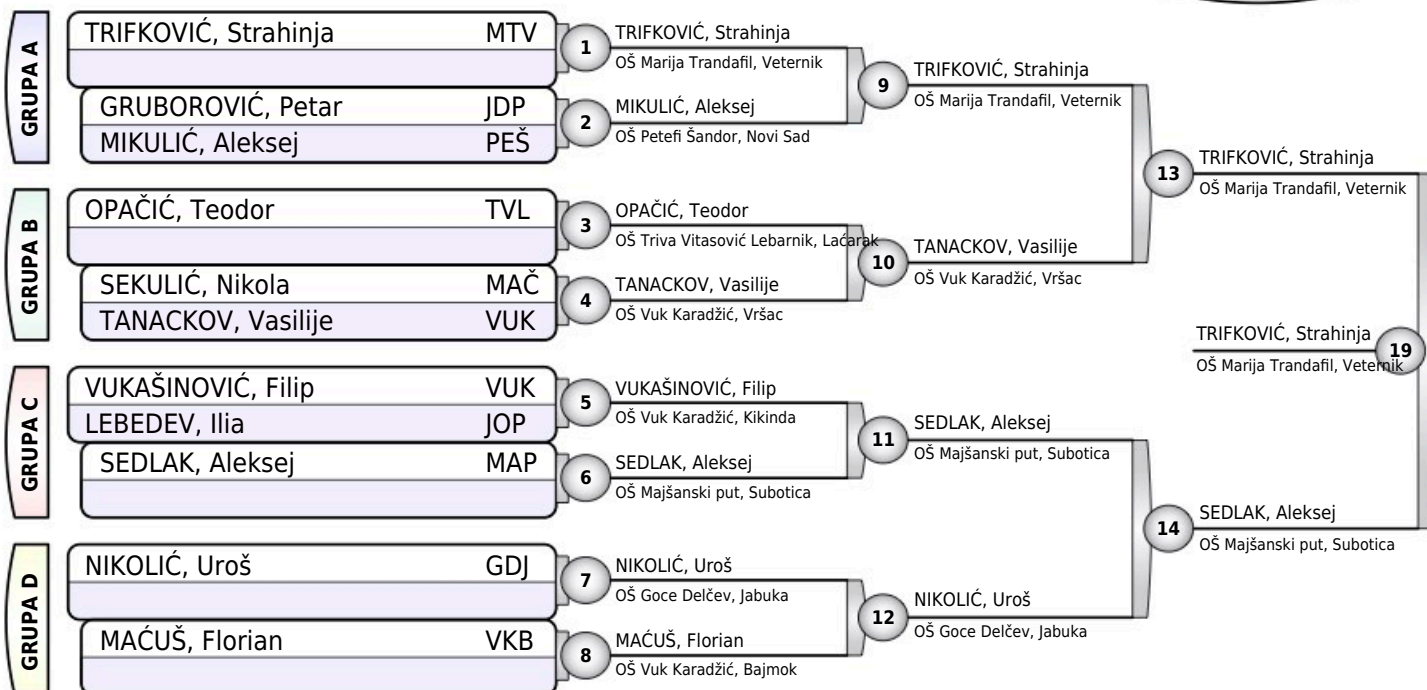 GRUPA A
TRIFKOVIĆ, Strahinja MTV
GRUBOROVIĆ, Petar JDP
MIKULIĆ, Aleksej PEŠ
GRUPA B
OPAČIĆ, Teodor TVL
SEKULIĆ, Nikola MAČ
TANACKOV, Vasilije VUK
GRUPA C
VUKAŠINOVIĆ, Filip VUK
LEBEDEV, Ilia JOP
SEDLAK, Aleksej MAP
GRUPA D
NIKOLIĆ, Uroš GDJ
MAĆUŠ, Florian VKB
1
TRIFKOVIĆ, Strahinja
OŠ Marija Trandafil, Veternik
2
MIKULIĆ, Aleksej
OŠ Petefi Šandor, Novi Sad
3
OPAČIĆ, Teodor
OŠ Triva Vitasović Lebarnik, Laćarak
4
TANACKOV, Vasilije
OŠ Vuk Karadžić, Vršac
5
VUKAŠINOVIĆ, Filip
OŠ Vuk Karadžić, Kikinda
6
SEDLAK, Aleksej
OŠ Majšanski put, Subotica
7
NIKOLIĆ, Uroš
OŠ Goce Delčev, Jabuka
8
MAĆUŠ, Florian
OŠ Vuk Karadžić, Bajmok
9
TRIFKOVIĆ, Strahinja
OŠ Marija Trandafil, Veternik
10
TANACKOV, Vasilije
OŠ Vuk Karadžić, Vršac
11
SEDLAK, Aleksej
OŠ Majšanski put, Subotica
12
NIKOLIĆ, Uroš
OŠ Goce Delčev, Jabuka
13
TRIFKOVIĆ, Strahinja
OŠ Marija Trandafil, Veternik
14
SEDLAK, Aleksej
OŠ Majšanski put, Subotica
TRIFKOVIĆ, Strahinja
19
OŠ Marija Trandafil, Veternik